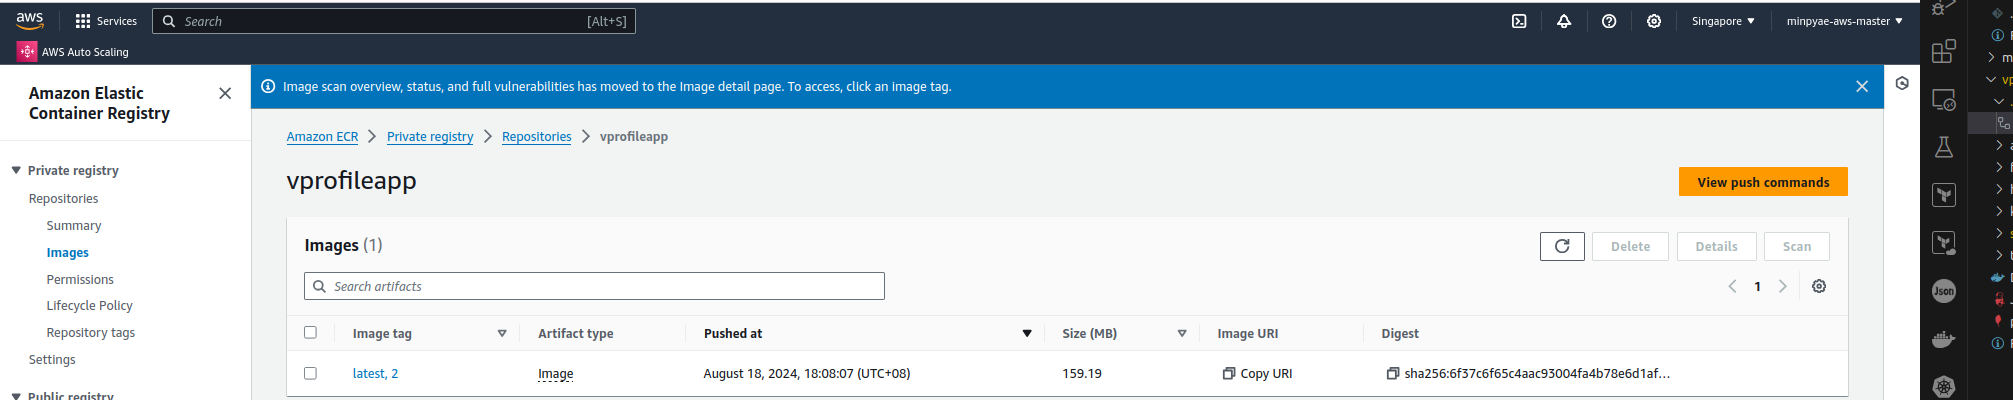 aws
Services
Search
[Alt+S]
Singapore
minpyae-aws-master
AWS Auto Scaling
Amazon Elastic
Container Registry
Private registry
Repositories
Summary
Images
Permissions
Lifecycle Policy
Repository tags
Settings
Public registry
Image scan overview, status, and full vulnerabilities has moved to the Image detail page. To access, click an Image tag.
Amazon ECR
Private registry
Repositories
vprofileapp
vprofileapp
View push commands
Images (1)
Delete
Details
Scan
Search artifacts
1
Image tag
Artifact type
Pushed at
Size (MB)
Image URI
Digest
latest, 2
Image
August 18, 2024, 18:08:07 (UTC+08)
159.19
Copy URI
sha256:6f37c6f65c4aac93004fa4b78e6d1af...
Json